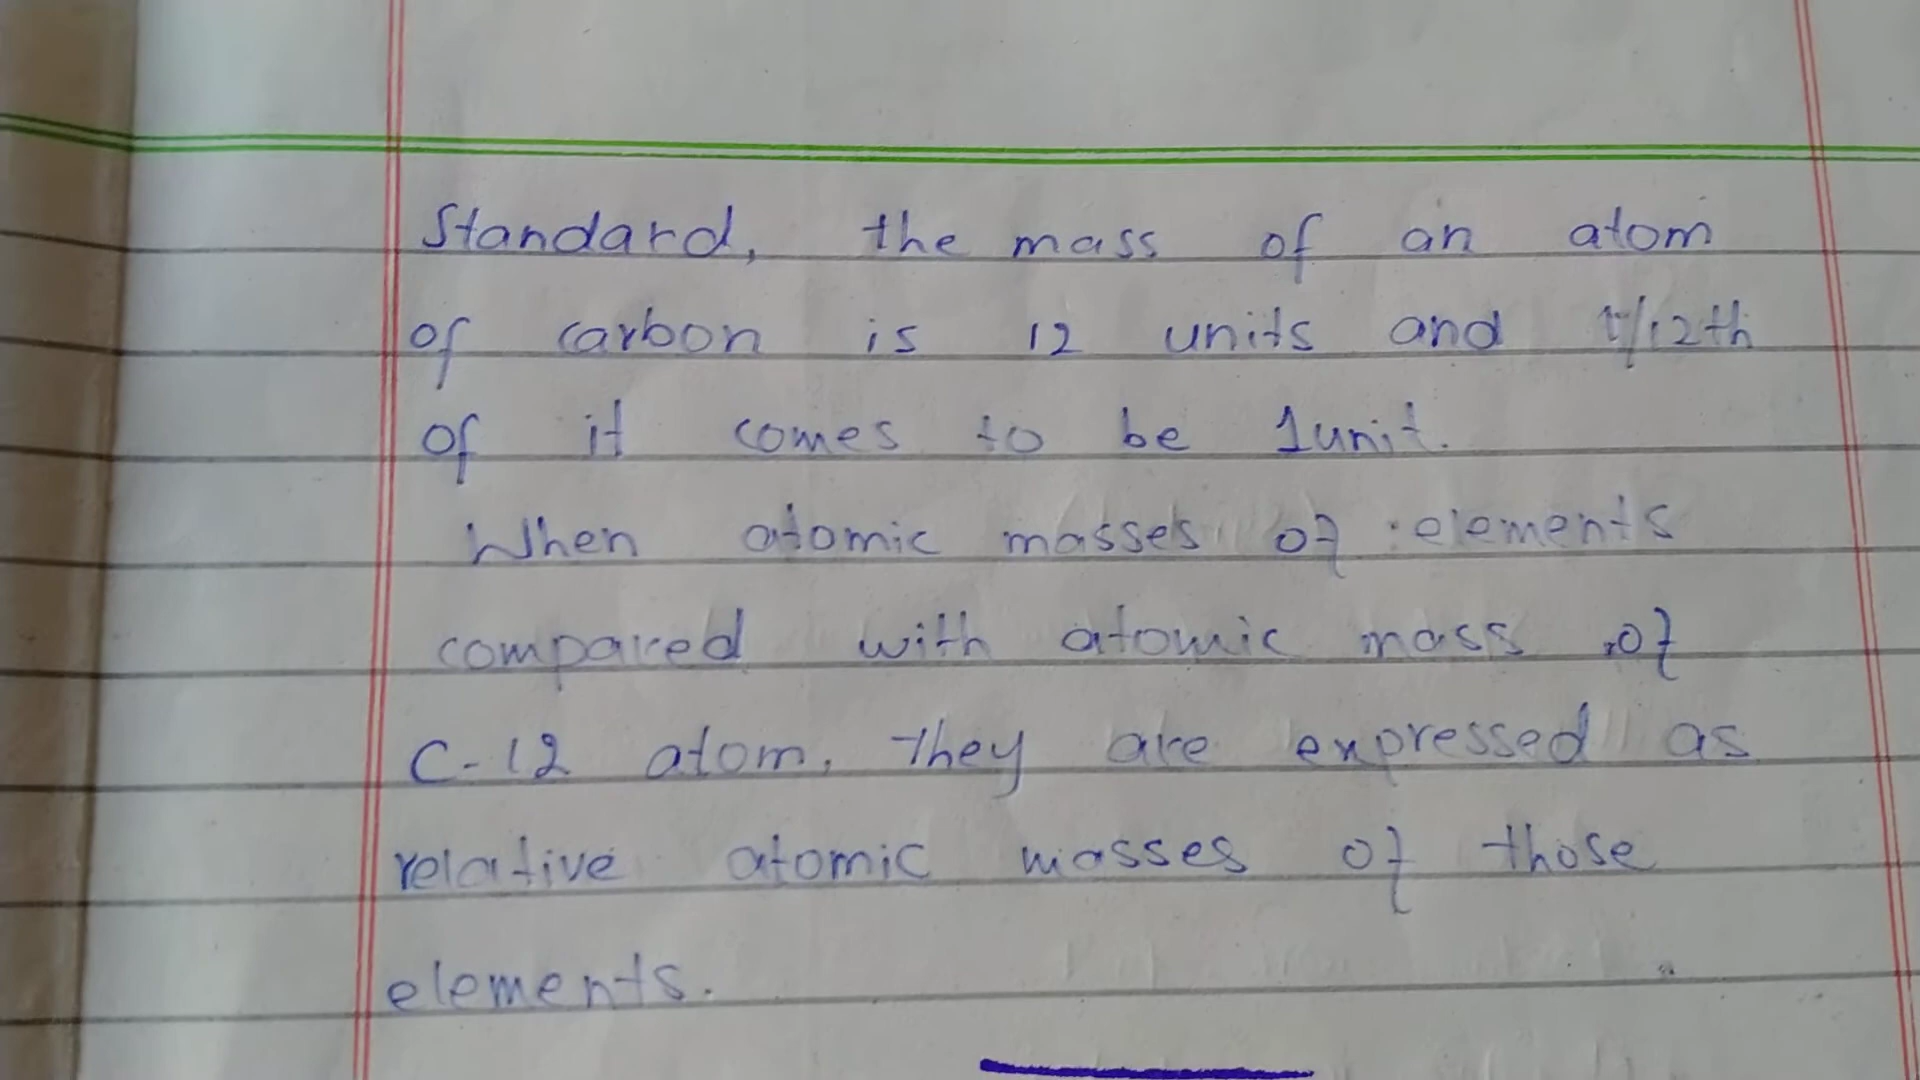 Standard, the mass of an atom
of carbon is 12 units and 1/12th
of it comes to be 1unit.
When atomic masses of elements
compared with atomic mass of
C-12 atom, they are expressed as
relative atomic masses of those
elements.